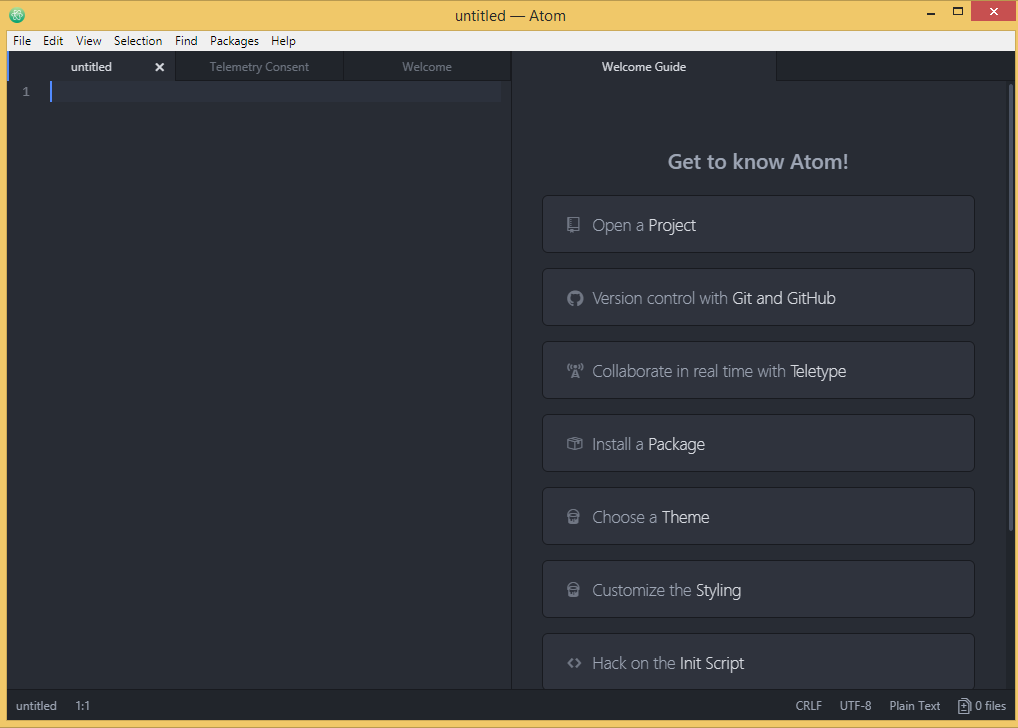 untitled — Atom
File Edit View Selection Find Packages Help
untitled Telemetry Consent Welcome Welcome Guide
1
Get to know Atom!
Open a Project
Version control with Git and GitHub
Collaborate in real time with Teletype
Install a Package
Choose a Theme
Customize the Styling
Hack on the Init Script
untitled 1:1 CRLF UTF-8 Plain Text 0 files